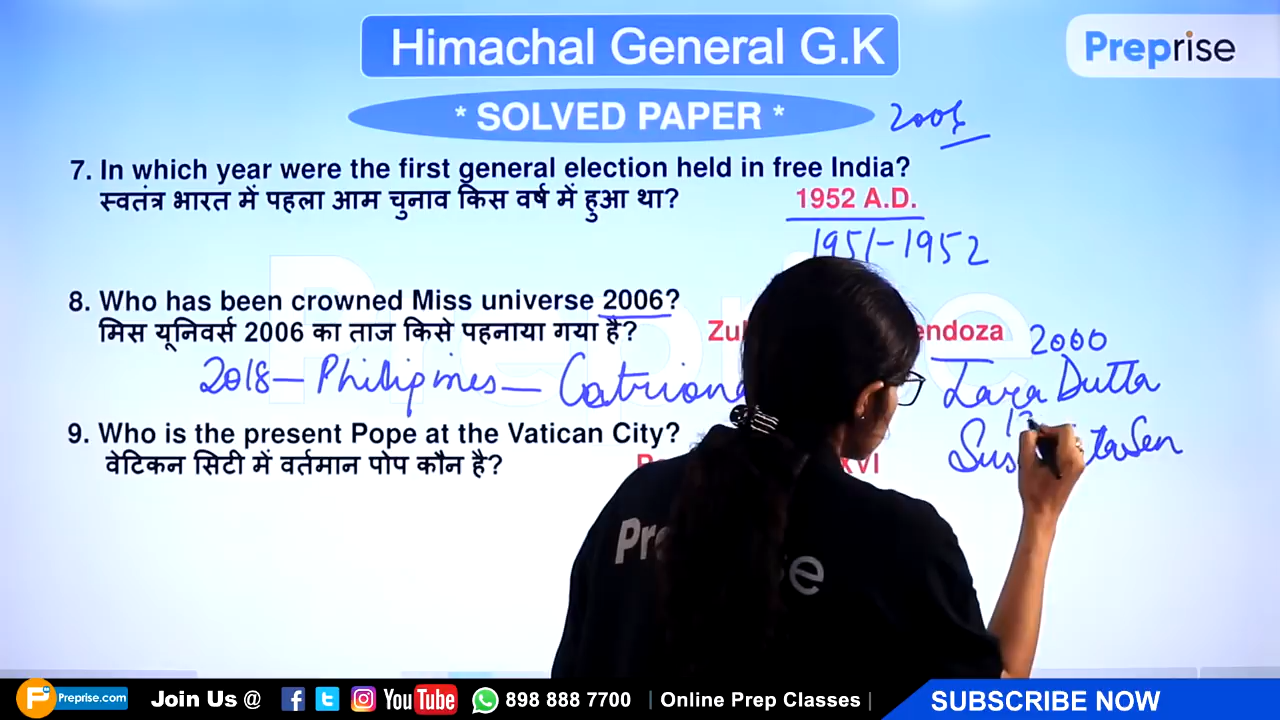 Himachal General G.K
Preprise
* SOLVED PAPER *
7. In which year were the first general election held in free India?
स्वतंत्र भारत में पहला आम चुनाव किस वर्ष में हुआ था?
1952 A.D.
1951-1952
8. Who has been crowned Miss universe 2006?
मिस यूनिवर्स 2006 का ताज किसे पहनाया गया है?
2000
2018 - Philipines - Catriona
Lara Dutta
9. Who is the present Pope at the Vatican City?
वेटिकन सिटी में वर्तमान पोप कौन है?
Preprise.com
Join Us @
YouTube
898 888 7700
Online Prep Classes
SUBSCRIBE NOW